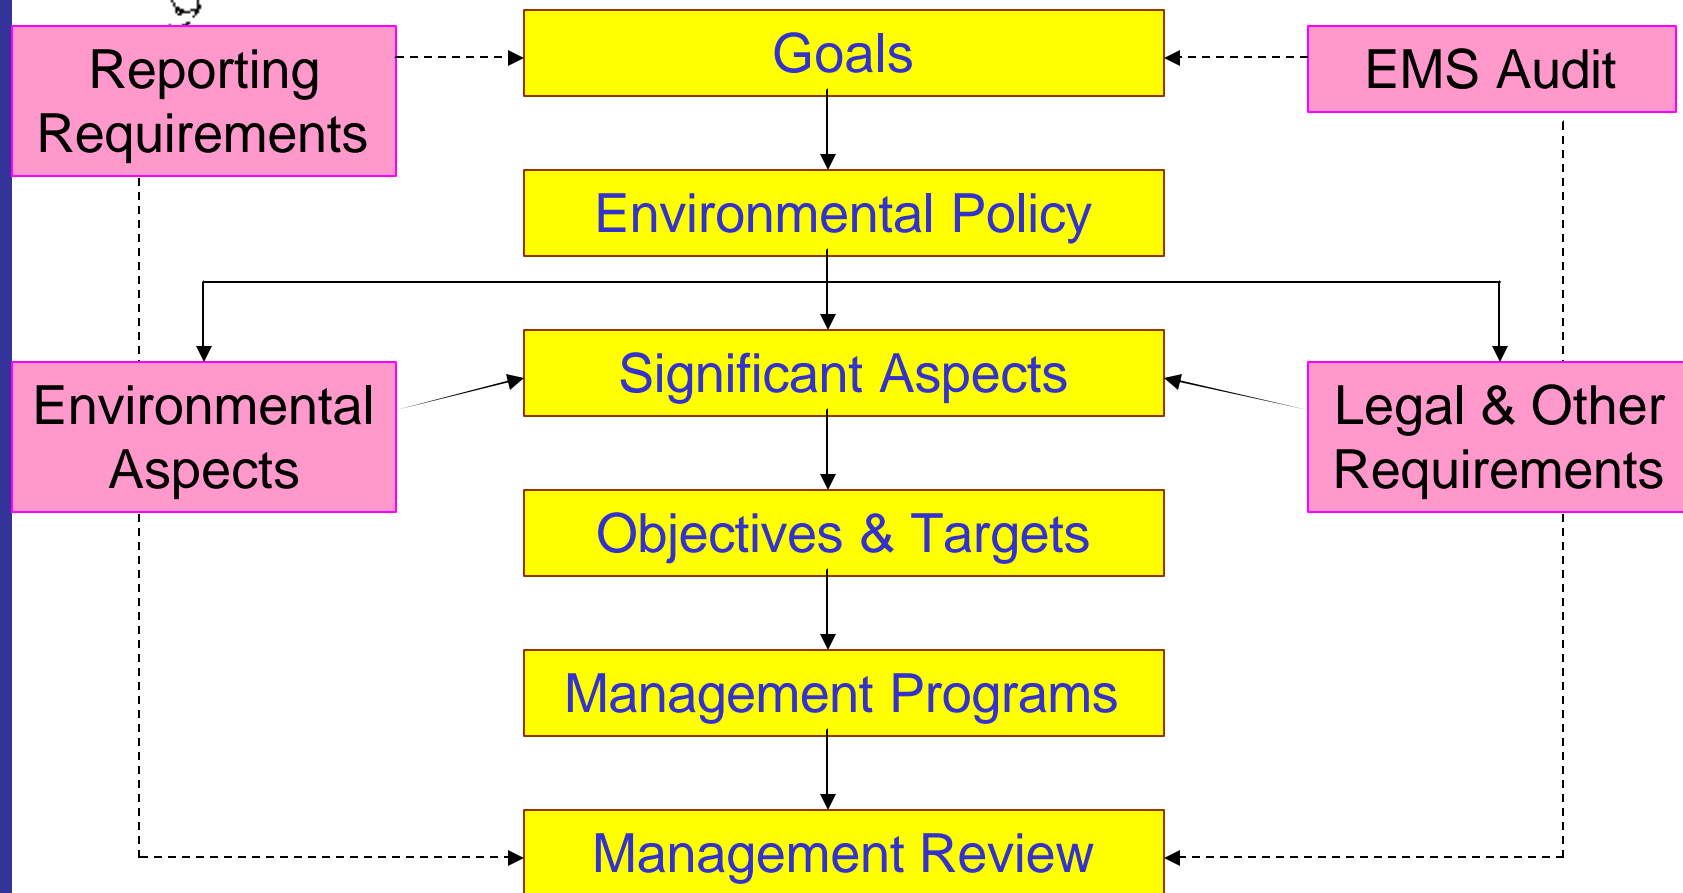 Reporting
Requirements
Goals
EMS Audit
Environmental Policy
Environmental
Aspects
Significant Aspects
Legal & Other
Requirements
Objectives & Targets
Management Programs
Management Review